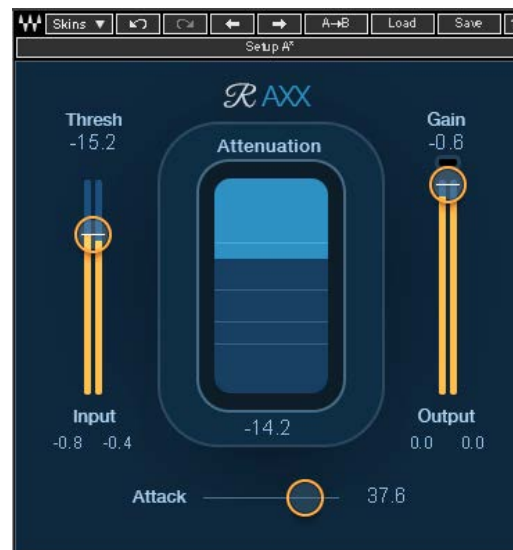 Skins ▼ A→B Load Save
Setup A*
R AXX
Thresh
-15.2
Attenuation
Gain
-0.6
Input
-0.8 -0.4
-14.2
Output
0.0 0.0
Attack 37.6